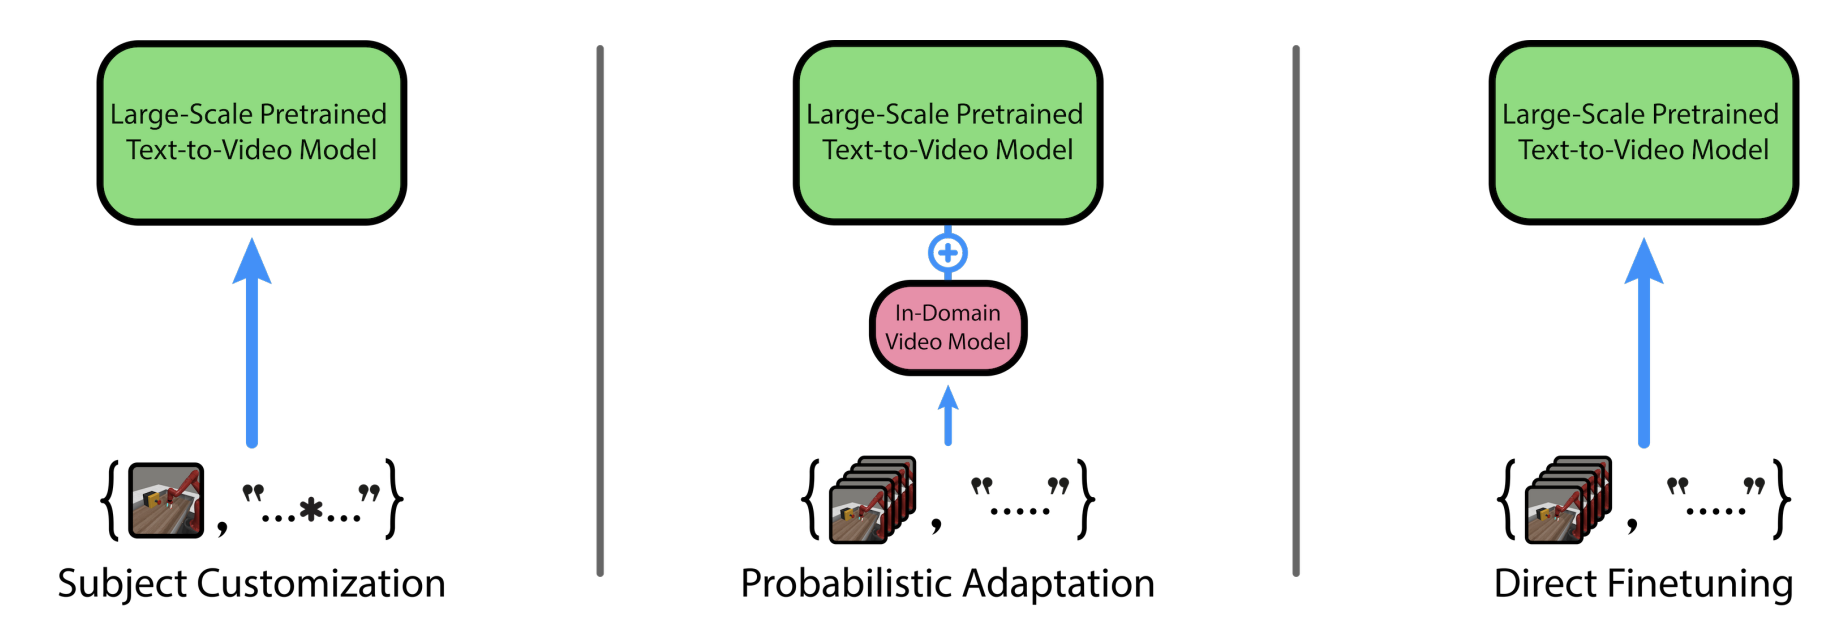 Large-Scale Pretrained
Text-to-Video Model
{ , "...*..." }
Subject Customization
Large-Scale Pretrained
Text-to-Video Model
+
In-Domain
Video Model
{ , "....." }
Probabilistic Adaptation
Large-Scale Pretrained
Text-to-Video Model
{ , "....." }
Direct Finetuning